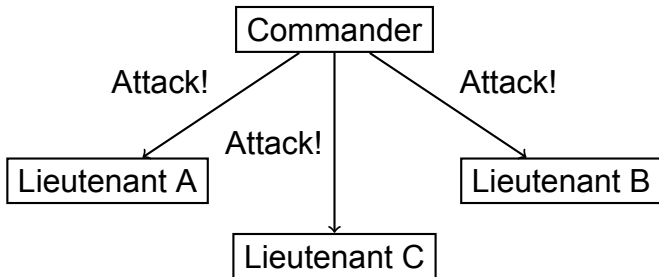 Commander
Attack!
Attack!
Attack!
Lieutenant A
Lieutenant B
Lieutenant C